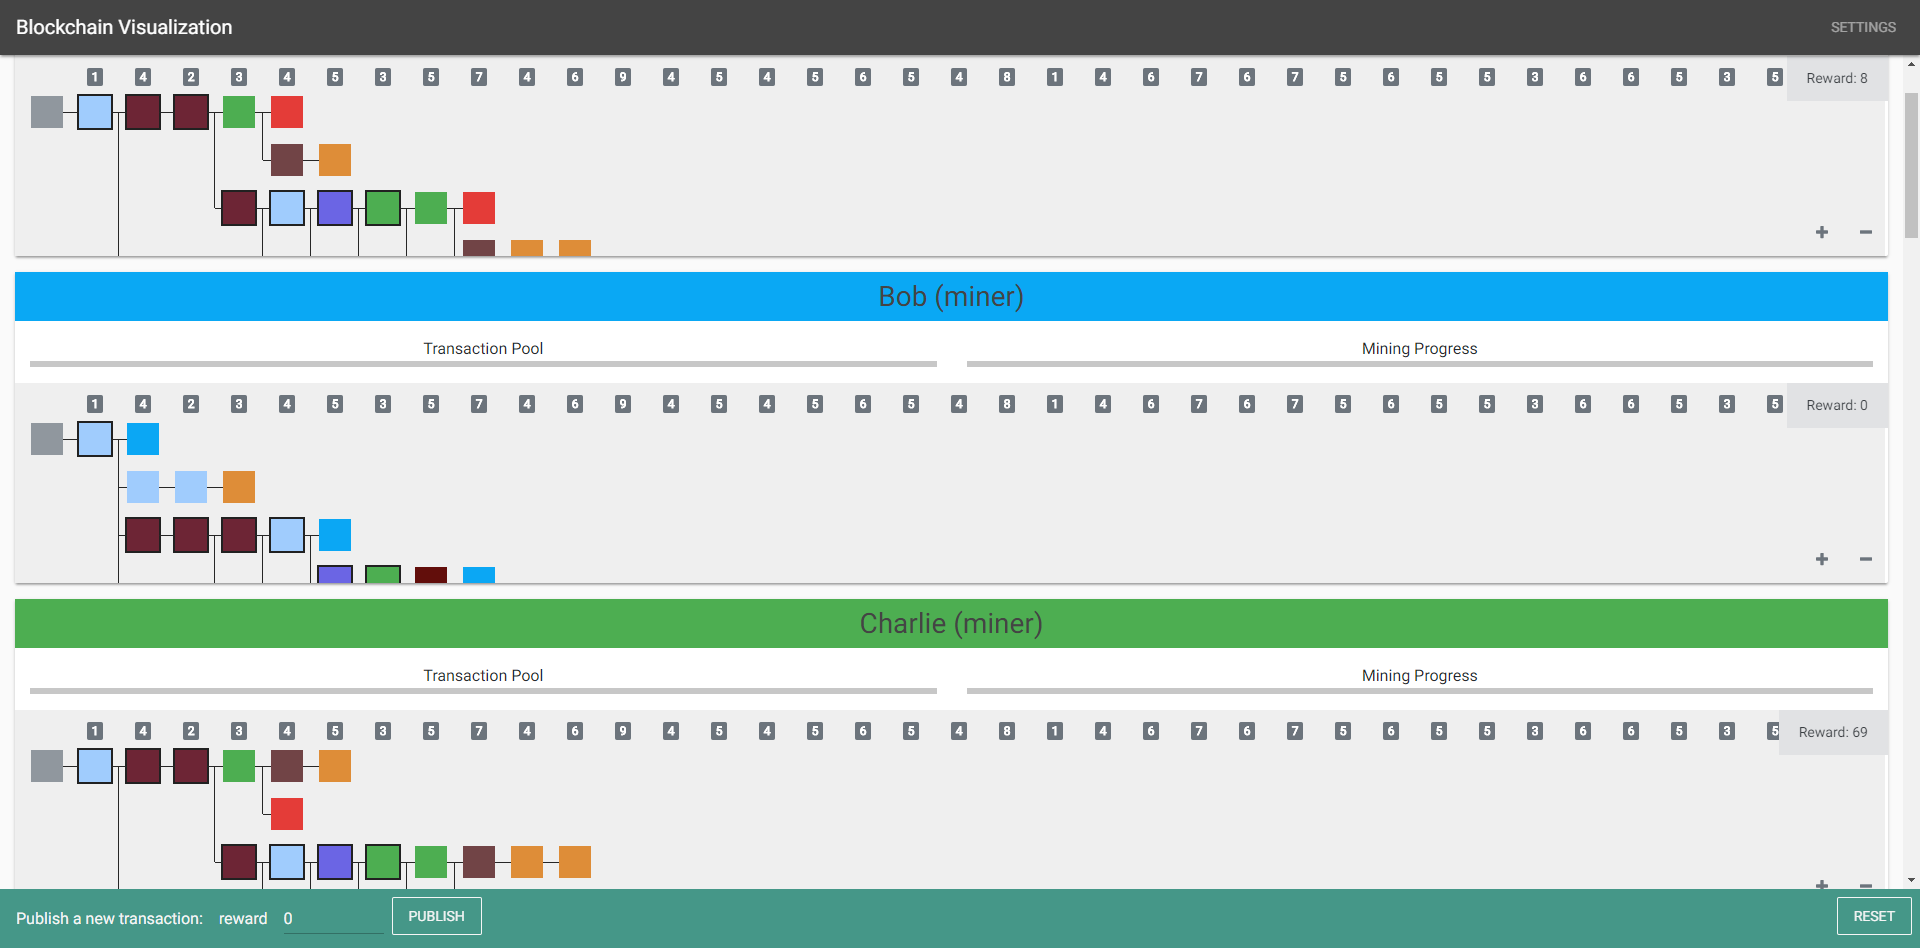 Blockchain Visualization SETTINGS
1 4 2 3 4 5 3 5 7 4 6 9 4 5 4 5 6 5 4 8 1 4 6 7 6 7 5 6 5 5 3 6 6 5 3 5 Reward: 8
+ −
Bob (miner)
Transaction Pool Mining Progress
1 4 2 3 4 5 3 5 7 4 6 9 4 5 4 5 6 5 4 8 1 4 6 7 6 7 5 6 5 5 3 6 6 5 3 5 Reward: 0
+ −
Charlie (miner)
Transaction Pool Mining Progress
1 4 2 3 4 5 3 5 7 4 6 9 4 5 4 5 6 5 4 8 1 4 6 7 6 7 5 6 5 5 3 6 6 5 3 5 Reward: 69
+ −
Publish a new transaction: reward 0 PUBLISH RESET